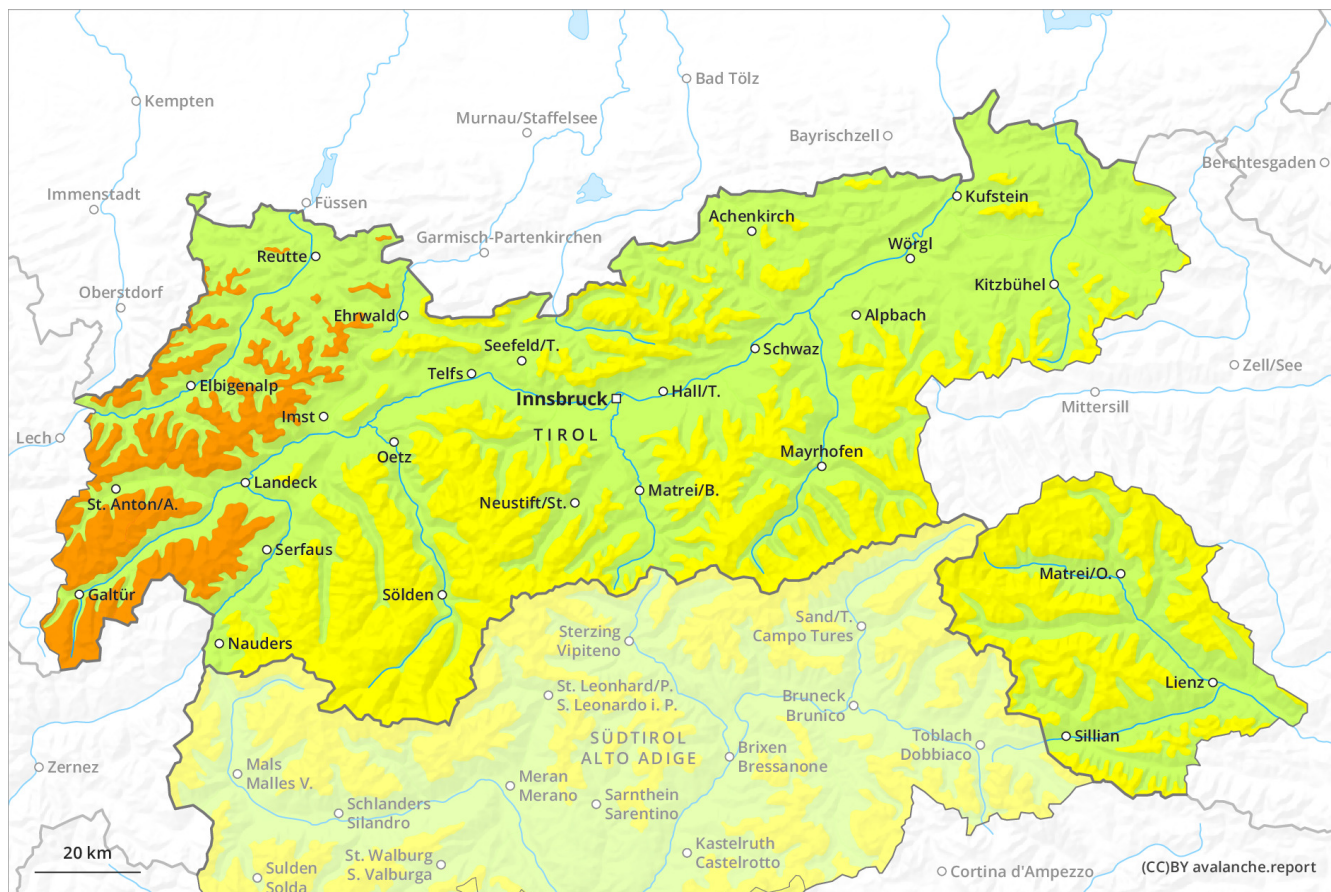 Bad Tölz
Kempten
Murnau/Staffelsee
Bayrischzell
Berchtesgaden
Immenstadt
Füssen
Kufstein
Achenkirch
Garmisch-Partenkirchen
Wörgl
Reutte
Kitzbühel
Oberstdorf
Ehrwald
Alpbach
Seefeld/T.
Schwaz
Zell/See
Telfs
Elbigenalp
Hall/T.
Innsbruck
Mittersill
Imst
Lech
TIROL
Oetz
Mayrhofen
Landeck
Matrei/B.
St. Anton/A.
Neustift/St.
Serfaus
Matrei/O.
Galtür
Sölden
Sand/T.
Campo Tures
Sterzing
Vipiteno
Nauders
Lienz
St. Leonhard/P.
S. Leonardo i. P.
Bruneck
Brunico
Sillian
SÜDTIROL
ALTO ADIGE
Toblach
Dobbiaco
Brixen
Bressanone
Zernez
Mals
Malles V.
Meran
Merano
Sarnthein
Sarentino
Schlanders
Silandro
Kastelruth
Castelrotto
20 km
St. Walburg
S. Valburga
Sulden
Solda
Cortina d'Ampezzo
(CC)BY avalanche.report